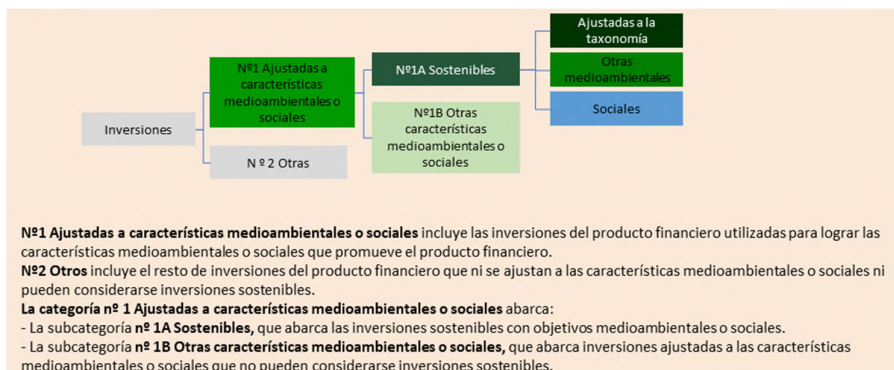 Inversiones
Nº1 Ajustadas a
características
medioambientales o
sociales
N º 2 Otras
Nº1A Sostenibles
Nº1B Otras
características
medioambientales o
sociales
Ajustadas a la
taxonomía
Otras
medioambientales
Sociales
Nº1 Ajustadas a características medioambientales o sociales incluye las inversiones del producto financiero utilizadas para lograr las
características medioambientales o sociales que promueve el producto financiero.
Nº2 Otros incluye el resto de inversiones del producto financiero que ni se ajustan a las características medioambientales o sociales ni
pueden considerarse inversiones sostenibles.
La categoría nº 1 Ajustadas a características medioambientales o sociales abarca:
- La subcategoría nº 1A Sostenibles, que abarca las inversiones sostenibles con objetivos medioambientales o sociales.
- La subcategoría nº 1B Otras características medioambientales o sociales, que abarca inversiones ajustadas a las características
medioambientales o sociales que no pueden considerarse inversiones sostenibles.